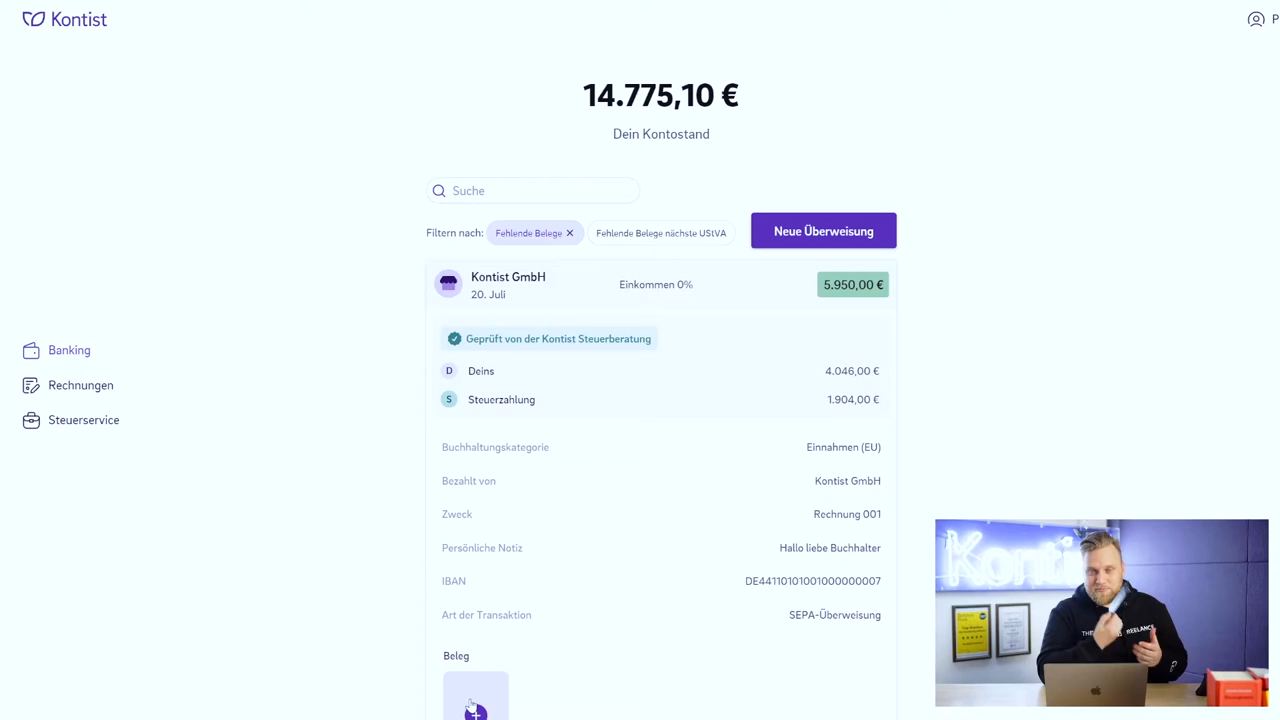 Kontist
P
14.775,10 €
Dein Kontostand
Suche
Filtern nach: Fehlende Belege × Fehlende Belege nächste UStVA Neue Überweisung
Kontist GmbH
20. Juli
Einkommen 0%
5.950,00 €
Geprüft von der Kontist Steuerberatung
D Deins 4.046,00 €
S Steuerzahlung 1.904,00 €
Banking
Rechnungen
Steuerservice
Buchhaltungskategorie Einnahmen (EU)
Bezahlt von Kontist GmbH
Zweck Rechnung 001
Persönliche Notiz Hallo liebe Buchhalter
IBAN DE44110101001000000007
Art der Transaktion SEPA-Überweisung
Beleg
Konti